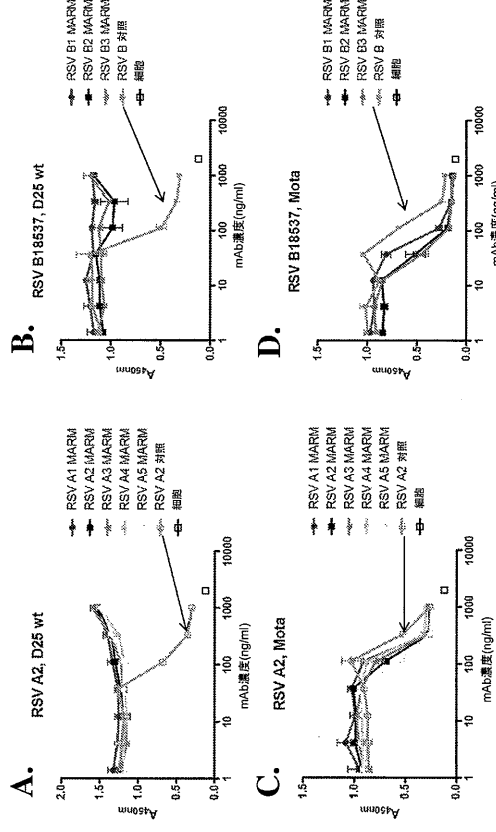 A.
RSV A2, D25 wt
A450nm
2.0
1.5
1.0
0.5
0.0
1
10
100
1000
10000
mAb濃度(ng/ml)
RSV A1 MARM
RSV A2 MARM
RSV A3 MARM
RSV A4 MARM
RSV A5 MARM
RSV A2 対照
細胞
B.
RSV B18537, D25 wt
A450nm
1.5
1.0
0.5
0.0
1
10
100
1000
10000
mAb濃度(ng/ml)
RSV B1 MARM
RSV B2 MARM
RSV B3 MARM
RSV B 対照
細胞
C.
RSV A2, Mota
A450nm
1.5
1.0
0.5
0.0
1
10
100
1000
10000
mAb濃度(ng/ml)
RSV A1 MARM
RSV A2 MARM
RSV A3 MARM
RSV A4 MARM
RSV A5 MARM
RSV A2 対照
細胞
D.
RSV B18537, Mota
A450nm
1.5
1.0
0.5
0.0
1
10
100
1000
10000
mAb濃度(ng/ml)
RSV B1 MARM
RSV B2 MARM
RSV B3 MARM
RSV B 対照
細胞